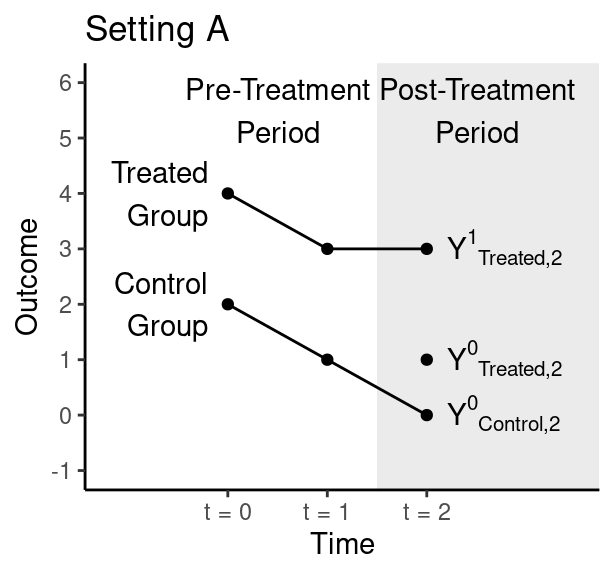 Setting A
Pre-Treatment Period
Post-Treatment Period
Treated Group
Control Group
Y¹Treated,2
Y⁰Treated,2
Y⁰Control,2
Outcome
6
5
4
3
2
1
0
-1
t = 0
t = 1
t = 2
Time